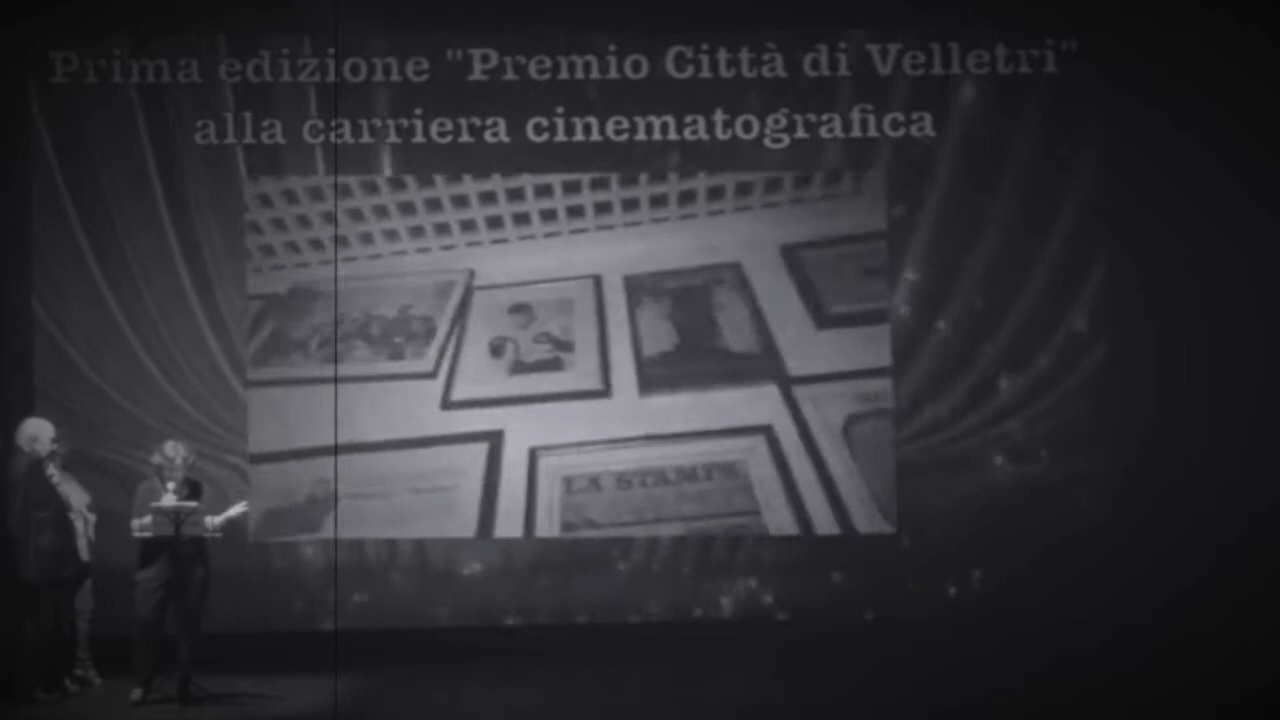 Prima edizione "Premio Città di Velletri"
alla carriera cinematografica
LA STAMPA